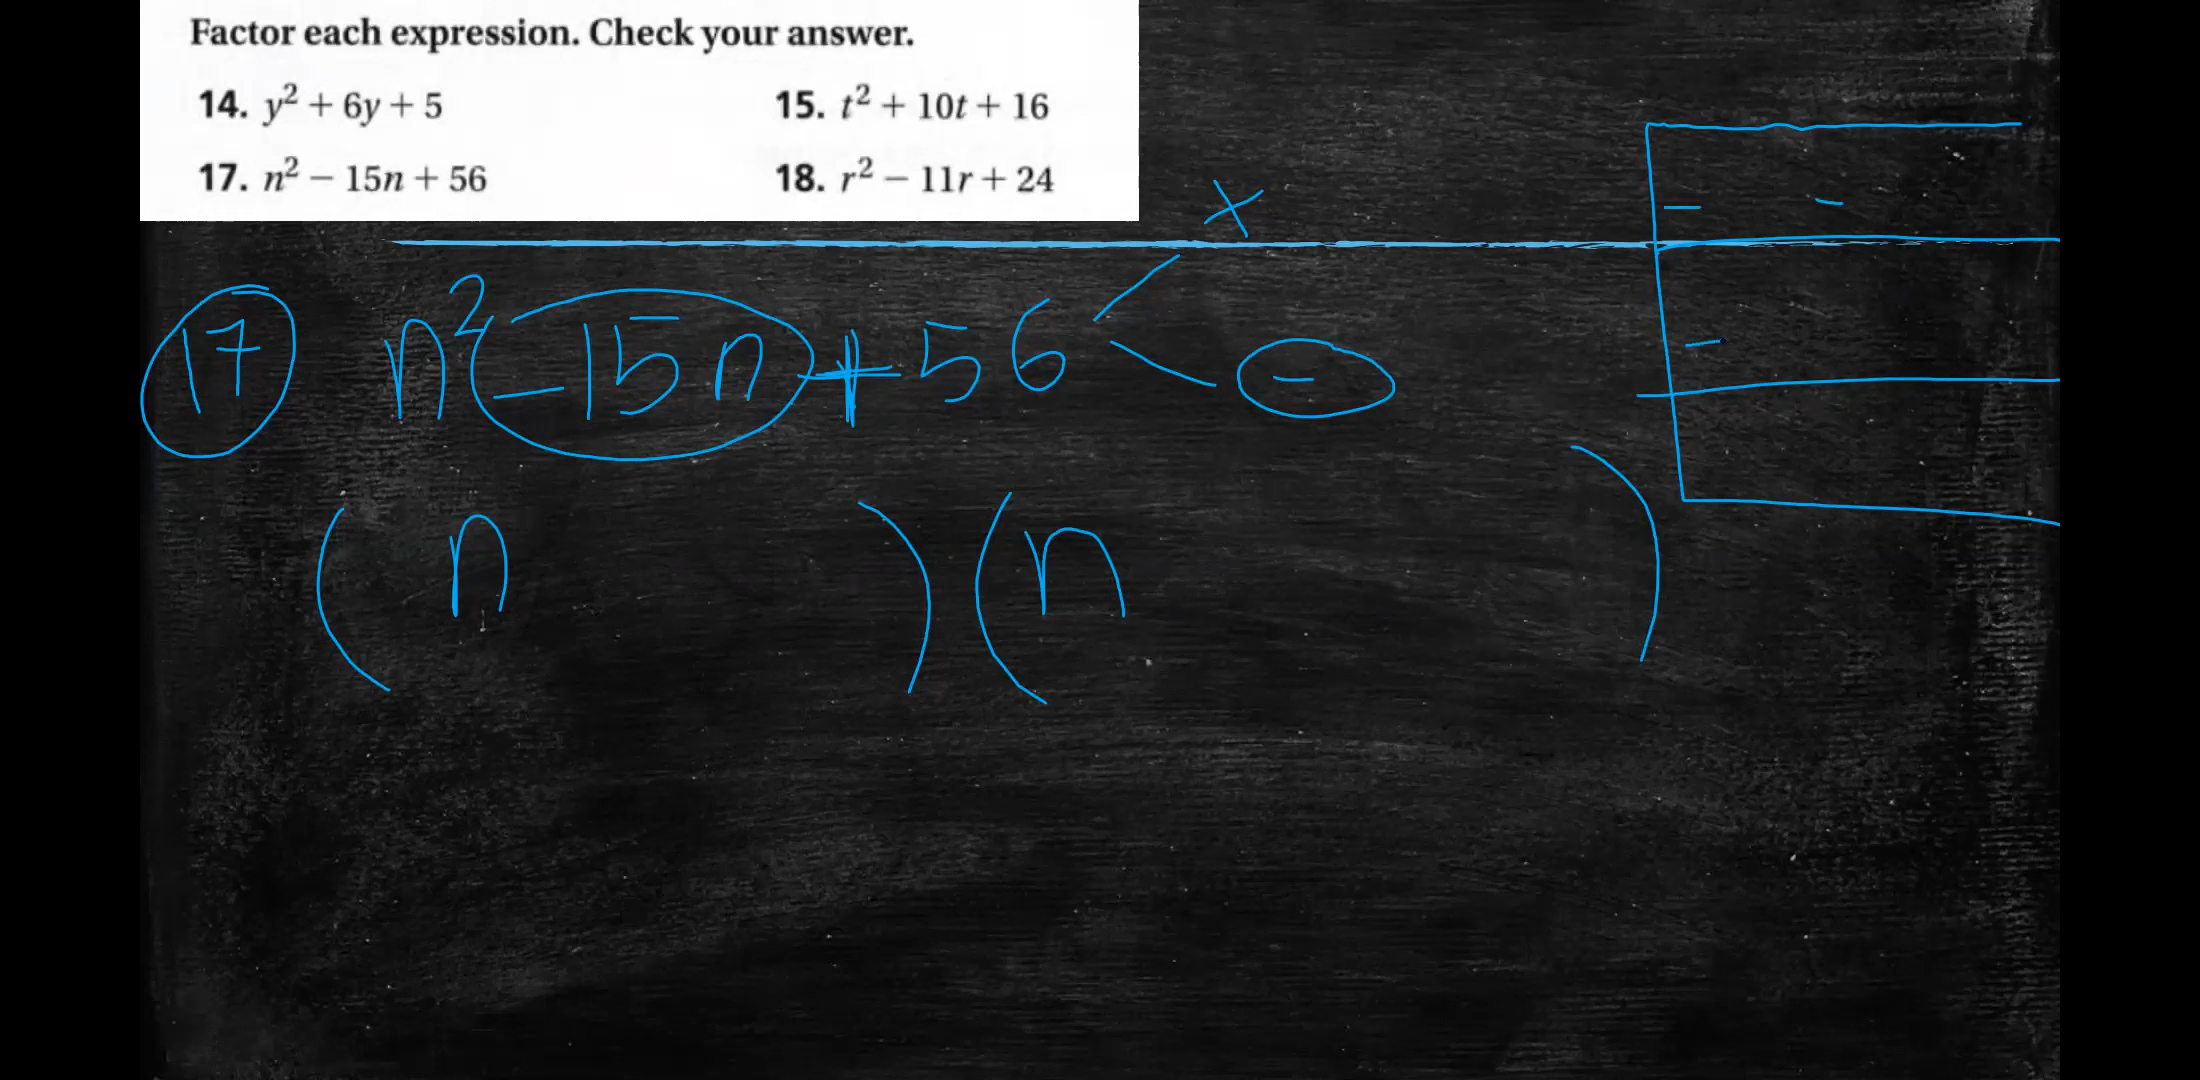 Factor each expression. Check your answer.
14. y² + 6y + 5
15. t² + 10t + 16
17. n² − 15n + 56
18. r² − 11r + 24
×
− −
17 n² − 15n + 56 −
−
( n ) ( n )